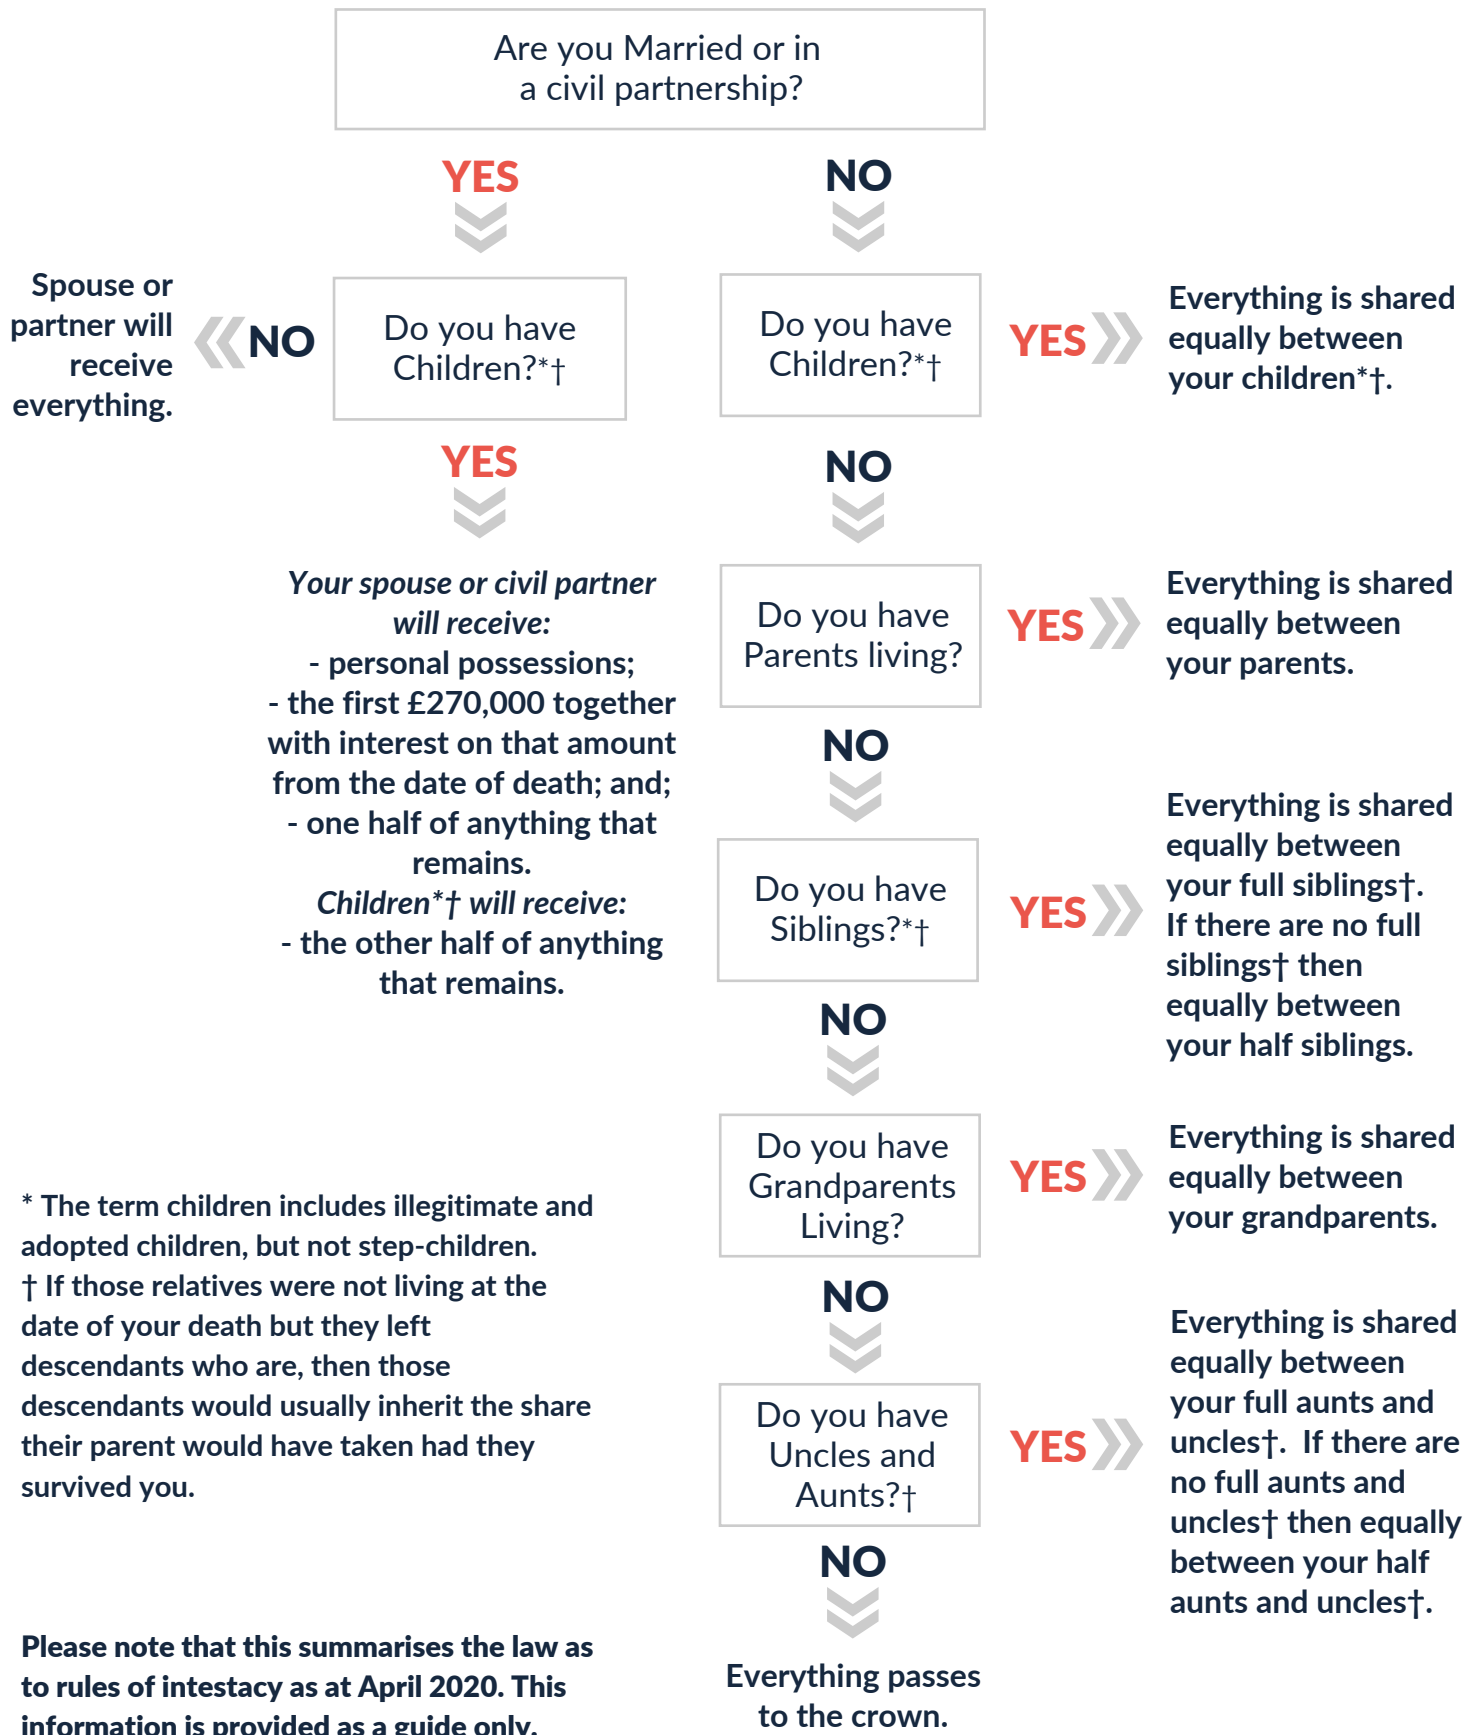 Are you Married or in
a civil partnership?
YES
NO
Spouse or
partner will
receive
everything.
NO
Do you have
Children?*†
Do you have
Children?*†
YES
Everything is shared
equally between
your children*†.
YES
NO
Your spouse or civil partner
will receive:
- personal possessions;
- the first £270,000 together
with interest on that amount
from the date of death; and;
- one half of anything that
remains.
Children*† will receive:
- the other half of anything
that remains.
Do you have
Parents living?
YES
Everything is shared
equally between
your parents.
NO
Do you have
Siblings?*†
YES
Everything is shared
equally between
your full siblings†.
If there are no full
siblings† then
equally between
your half siblings.
NO
Do you have
Grandparents
Living?
YES
Everything is shared
equally between
your grandparents.
NO
Do you have
Uncles and
Aunts?†
YES
Everything is shared
equally between
your full aunts and
uncles†.  If there are
no full aunts and
uncles† then equally
between your half
aunts and uncles†.
NO
Everything passes
to the crown.
* The term children includes illegitimate and
adopted children, but not step-children.
† If those relatives were not living at the
date of your death but they left
descendants who are, then those
descendants would usually inherit the share
their parent would have taken had they
survived you.
Please note that this summarises the law as
to rules of intestacy as at April 2020. This
information is provided as a guide only.